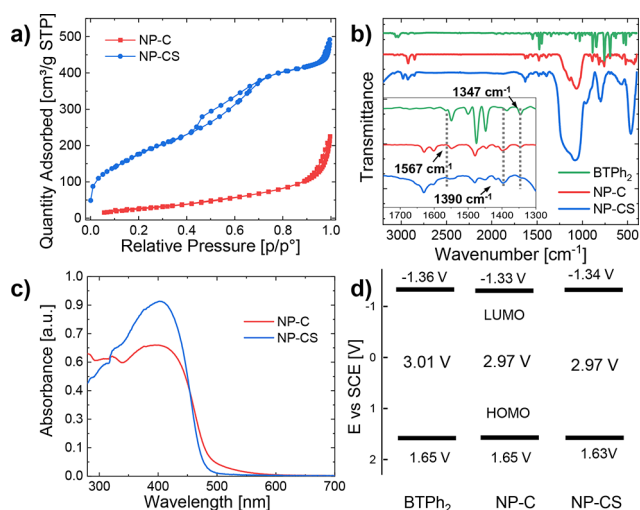 a)
NP-C
NP-CS
Quantity Adsorbed [cm³/g STP]
500
400
300
200
100
0
0.0 0.2 0.4 0.6 0.8 1.0
Relative Pressure [p/p°]
b)
Transmittance
1347 cm⁻¹
1567 cm⁻¹
1390 cm⁻¹
1700 1600 1500 1400 1300
BTPh₂
NP-C
NP-CS
3000 2500 2000 1500 1000 500
Wavenumber [cm⁻¹]
c)
NP-C
NP-CS
Absorbance [a.u.]
1.0
0.9
0.8
0.6
0.5
0.4
0.3
0.1
0.0
300 400 500 600 700
Wavelength [nm]
d)
E vs SCE [V]
-1
0
1
2
-1.36 V -1.33 V -1.34 V
LUMO
3.01 V 2.97 V 2.97 V
HOMO
1.65 V 1.65 V 1.63V
BTPh₂ NP-C NP-CS